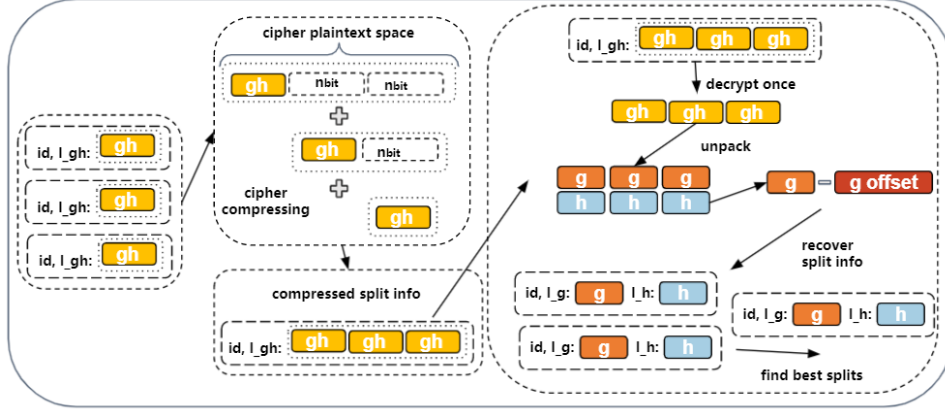 id, l_gh: gh
id, l_gh: gh
id, l_gh: gh
cipher plaintext space
gh nbit nbit
gh nbit
cipher
compressing
gh
compressed split info
id, l_gh: gh gh gh
id, l_gh: gh gh gh
decrypt once
gh gh gh
unpack
g g g
h h h
g – g offset
recover
split info
id, l_g: g l_h: h
id, l_g: g l_h: h
id, l_g: g l_h: h
find best splits